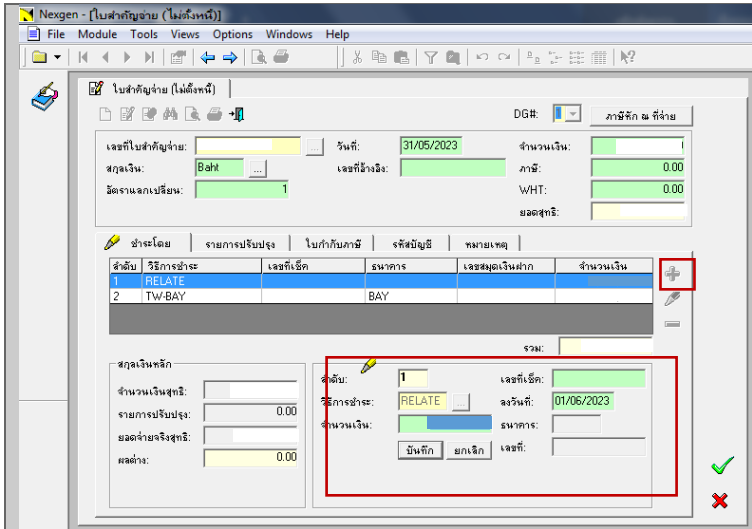 Nexgen - [ใบสำคัญจ่าย (ไม่ตั้งหนี้)]
File Module Tools Views Options Windows Help
ใบสำคัญจ่าย (ไม่ตั้งหนี้)
DG#: 1 ภาษีหัก ณ ที่จ่าย
เลขที่ใบสำคัญจ่าย: ... วันที่: 31/05/2023 จำนวนเงิน:
สกุลเงิน: Baht ... เลขที่อ้างอิง: ภาษี: 0.00
อัตราแลกเปลี่ยน: 1 WHT: 0.00
ยอดสุทธิ:
ชำระโดย รายการปรับปรุง ใบกำกับภาษี รหัสบัญชี หมายเหตุ
ลำดับ วิธีการชำระ เลขที่เช็ค ธนาคาร เลขสมุดเงินฝาก จำนวนเงิน
1 RELATE
2 TW-BAY BAY
รวม:
สกุลเงินหลัก
ลำดับ: 1 เลขที่เช็ค:
จำนวนเงินสุทธิ: วิธีการชำระ: RELATE ... ลงวันที่: 01/06/2023
รายการปรับปรุง: 0.00 จำนวนเงิน: ธนาคาร:
ยอดจ่ายจริงสุทธิ: บันทึก ยกเลิก เลขที่:
ผลต่าง: 0.00